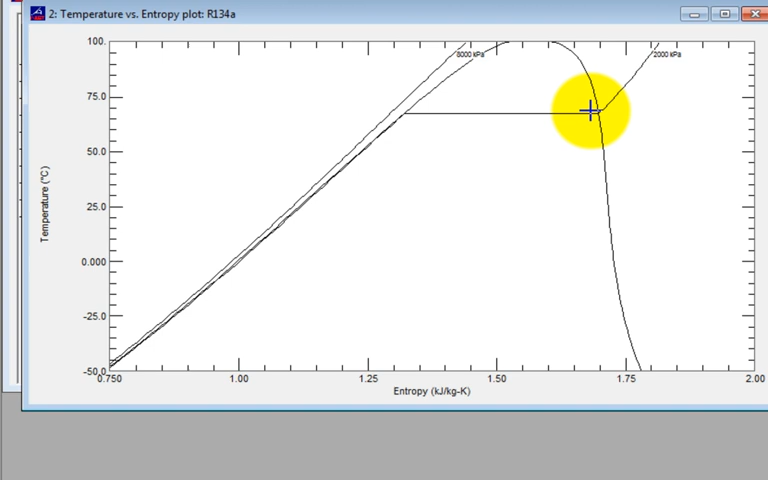 2: Temperature vs. Entropy plot: R134a
100.
8000 kPa
2000 kPa
75.0
50.0
25.0
0.000
-25.0
-50.0
Temperature (°C)
0.750
1.00
1.25
1.50
1.75
2.00
Entropy (kJ/kg-K)